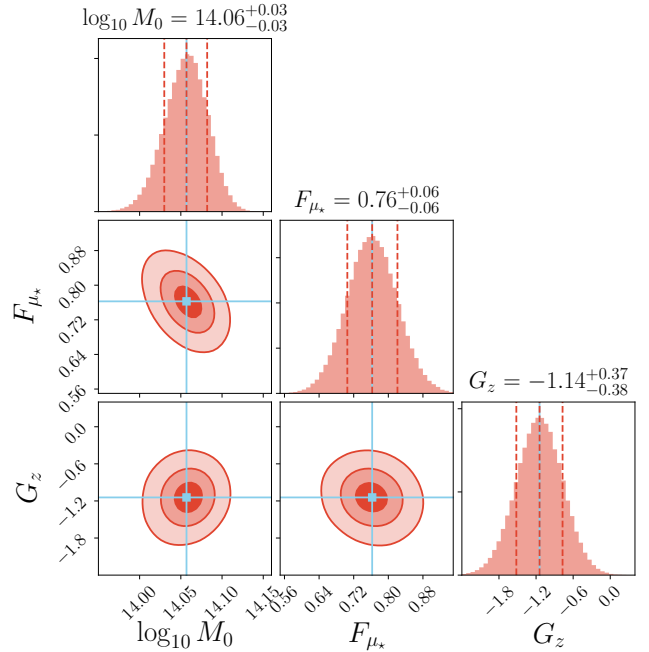 log₁₀ M₀ = 14.06^{+0.03}_{−0.03}
F_{μ⋆} = 0.76^{+0.06}_{−0.06}
0.88
0.80
0.72
0.64
0.56
F_{μ⋆}
G_z = −1.14^{+0.37}_{−0.38}
0.0
−0.6
−1.2
−1.8
G_z
14.00
14.05
14.10
14.15
log₁₀ M₀
0.56
0.64
0.72
0.80
0.88
F_{μ⋆}
−1.8
−1.2
−0.6
0.0
G_z